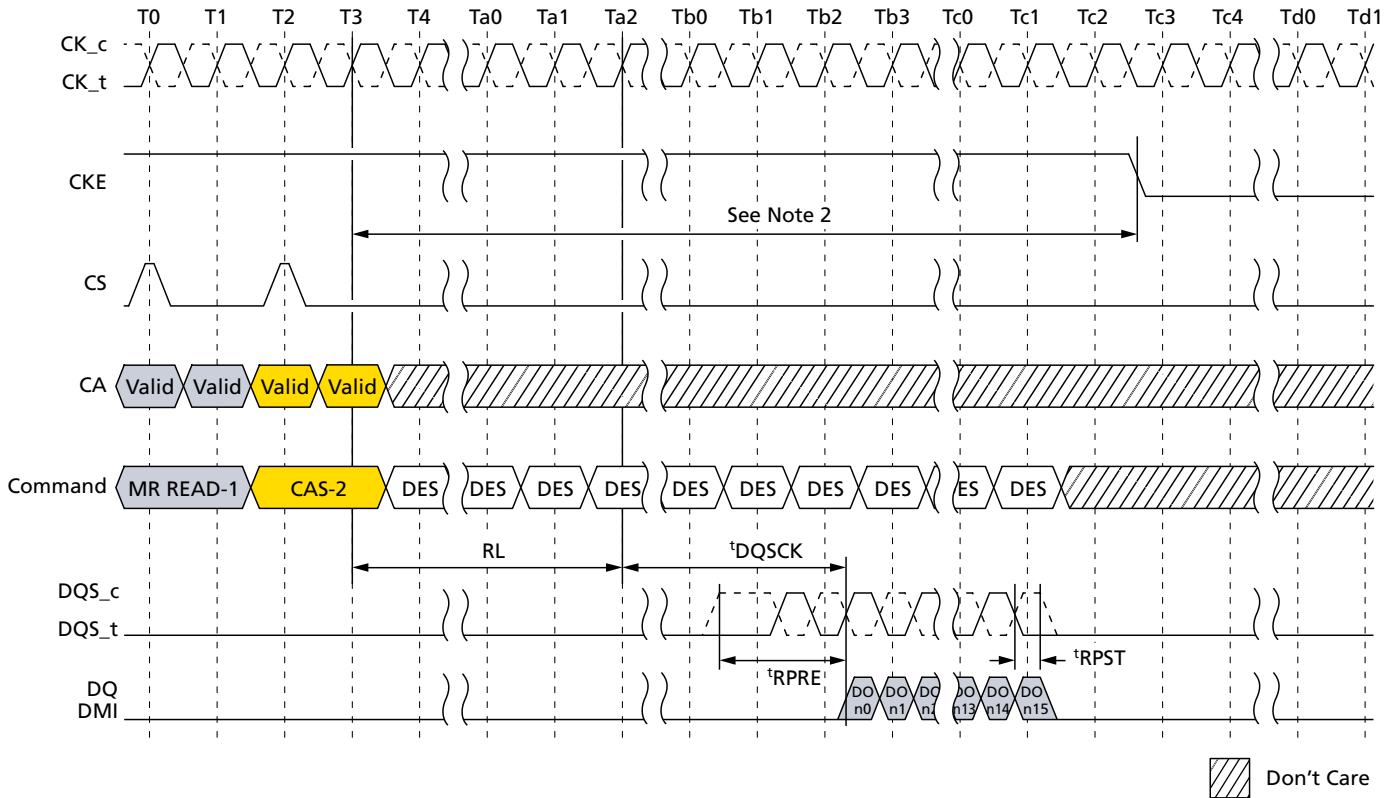 T0 T1 T2 T3 T4 Ta0 Ta1 Ta2 Tb0 Tb1 Tb2 Tb3 Tc0 Tc1 Tc2 Tc3 Tc4 Td0 Td1
CK_c
CK_t
CKE
See Note 2
CS
CA Valid Valid Valid Valid
Command MR READ-1 CAS-2 DES DES DES DES DES DES DES DES ES DES
RL tDQSCK
DQS_c
DQS_t
tRPRE tRPST
DQ
DMI
DO n0 DO n1 DO n2 DO n13 DO n14 DO n15
Don't Care